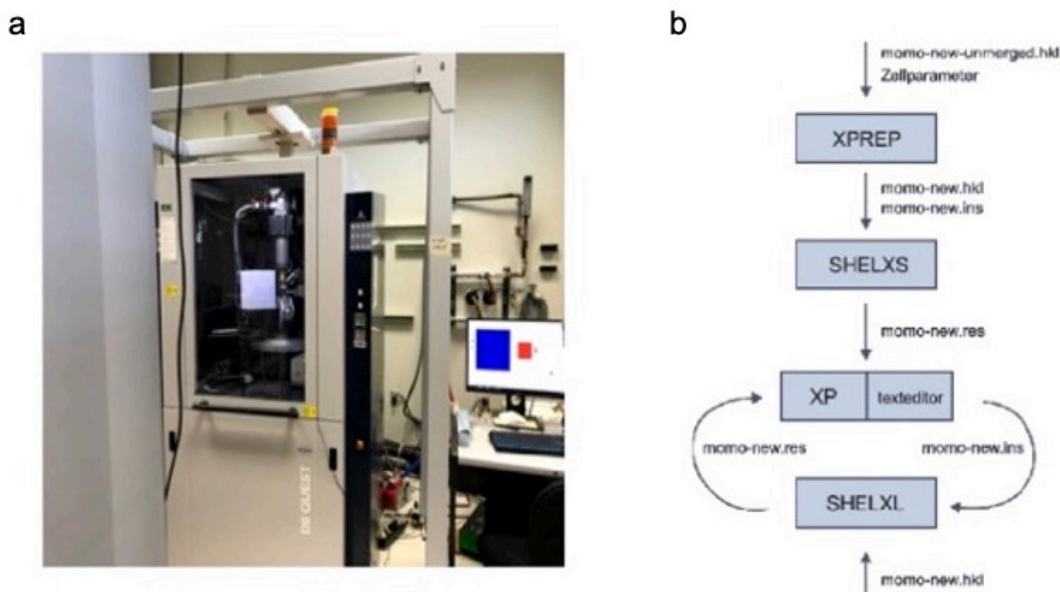 a
b
momo-new-unmerged.hkl
Zellparameter
XPREP
momo-new.hkl
momo-new.ins
SHELXS
momo-new.res
XP
texteditor
momo-new.res
momo-new.ins
SHELXL
momo-new.hkl
D8 QUEST